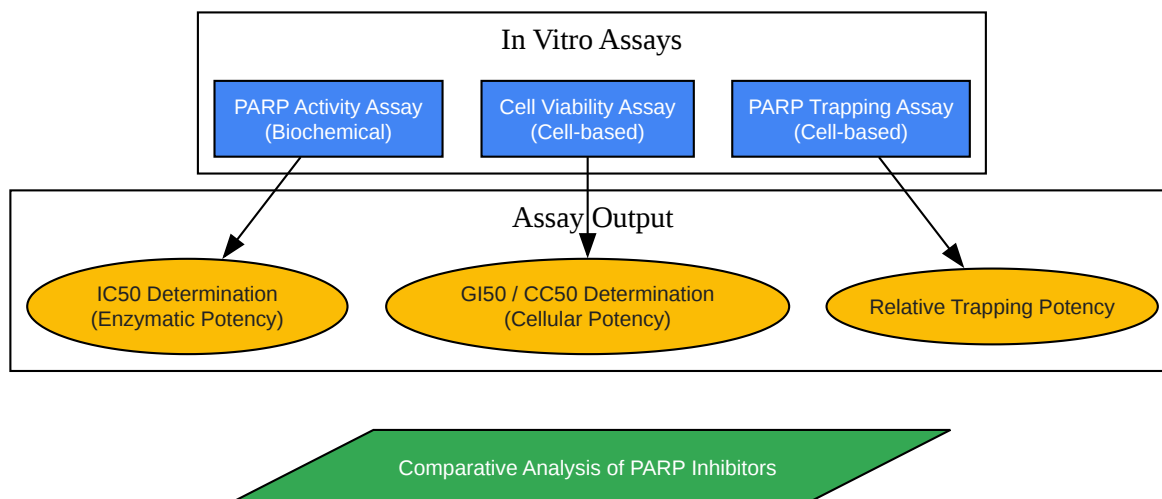 In Vitro Assays
PARP Activity Assay
(Biochemical)
Cell Viability Assay
(Cell-based)
PARP Trapping Assay
(Cell-based)
Assay Output
IC50 Determination
(Enzymatic Potency)
GI50 / CC50 Determination
(Cellular Potency)
Relative Trapping Potency
Comparative Analysis of PARP Inhibitors